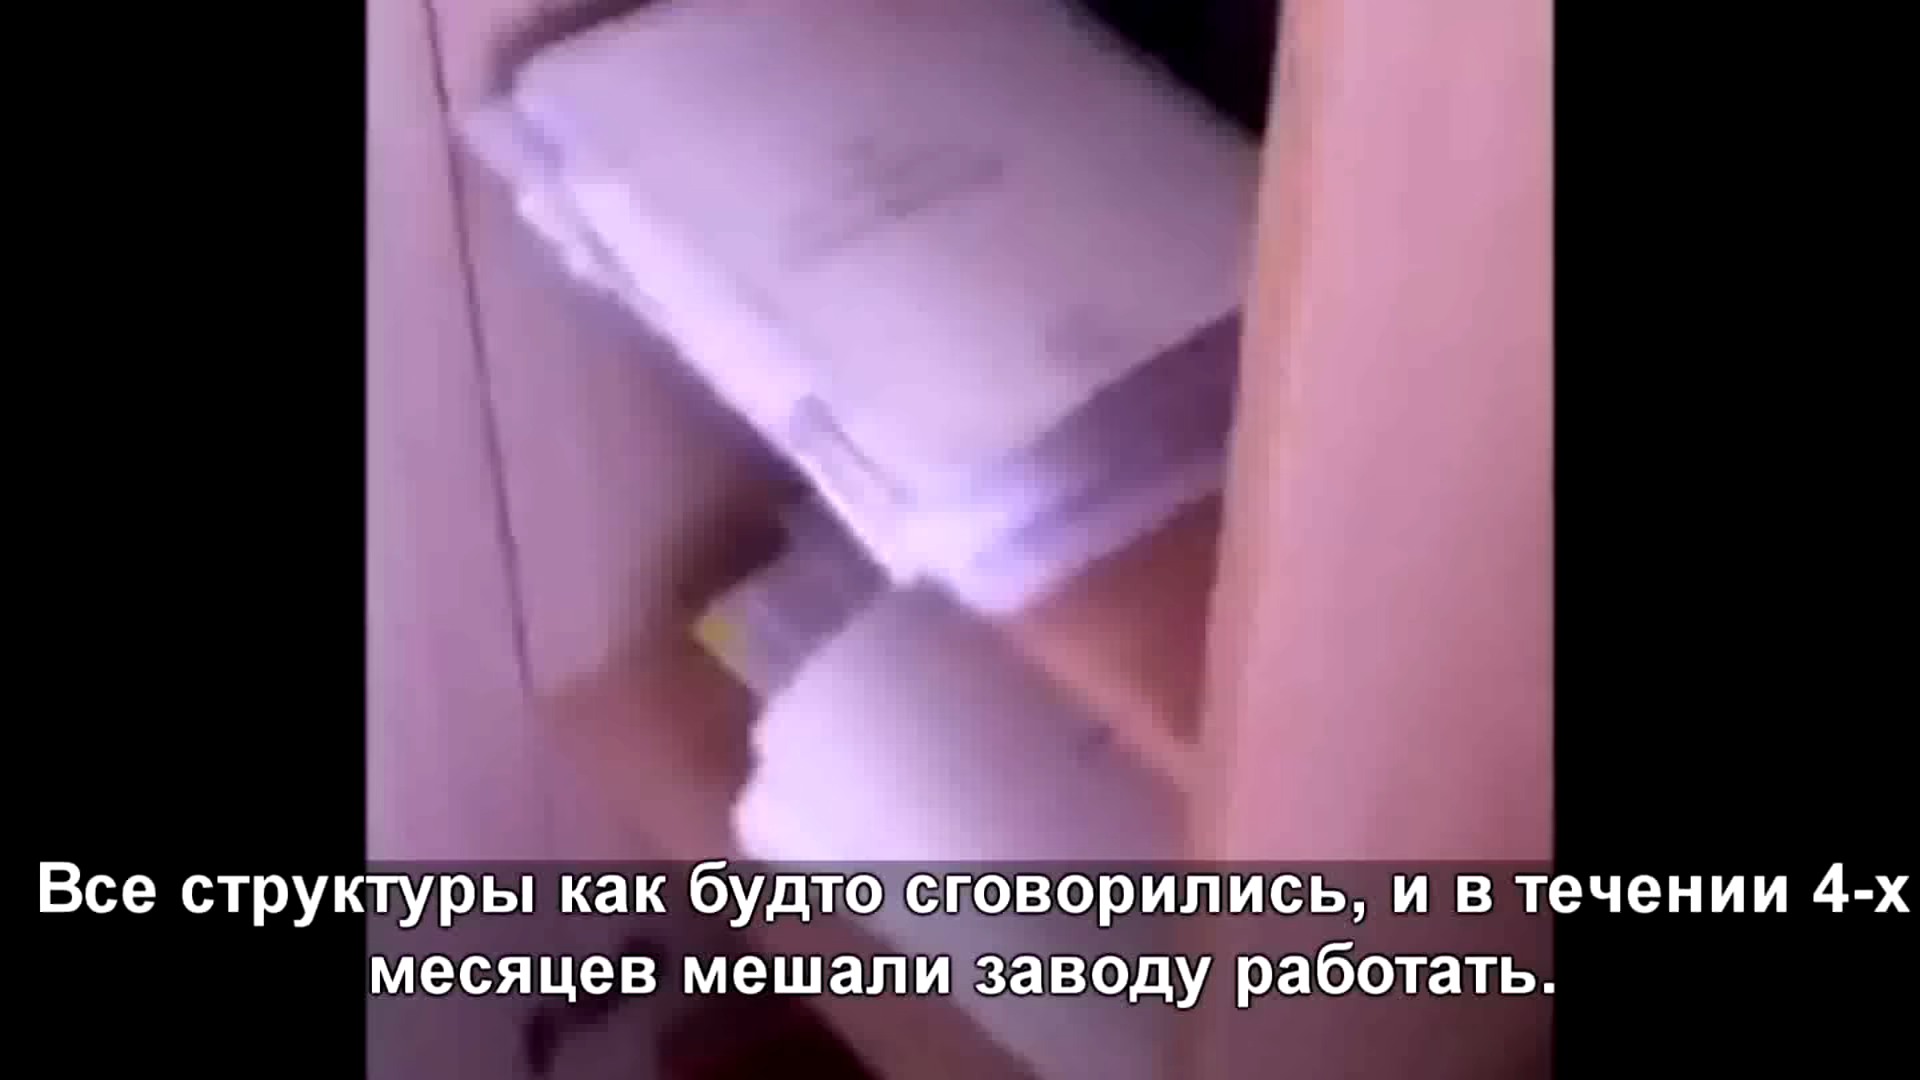 Все структуры как будто сговорились, и в течении 4-х
месяцев мешали заводу работать.